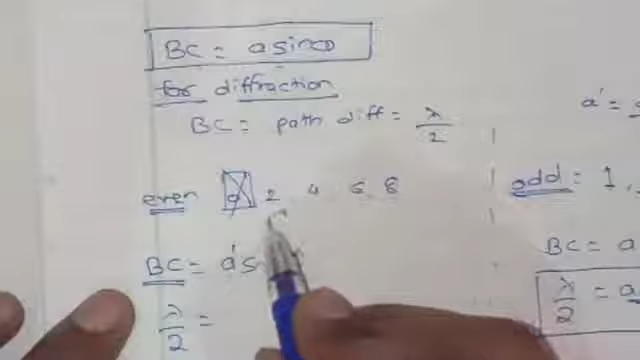 BC = a sin
for diffraction
BC = path diff = λ/2
a' =
even 0 2 4 6 8
odd = 1,
BC = a's
BC = a
λ/2 =
λ/2 = a